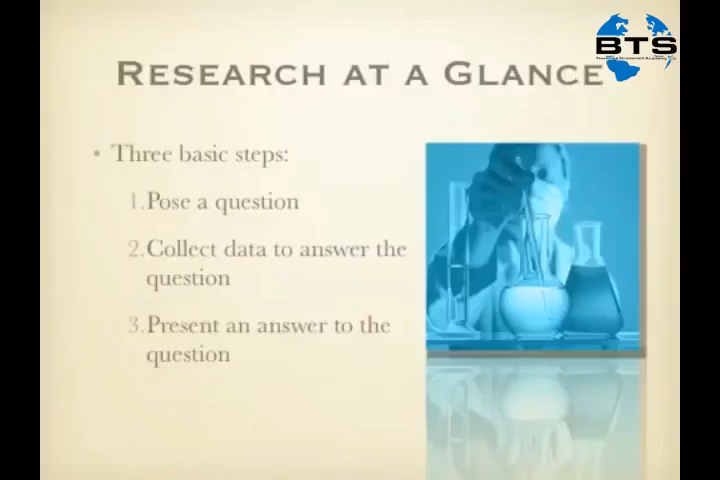 BTS
RESEARCH AT A GLANCE
• Three basic steps:
1.Pose a question
2.Collect data to answer the
question
3.Present an answer to the
question